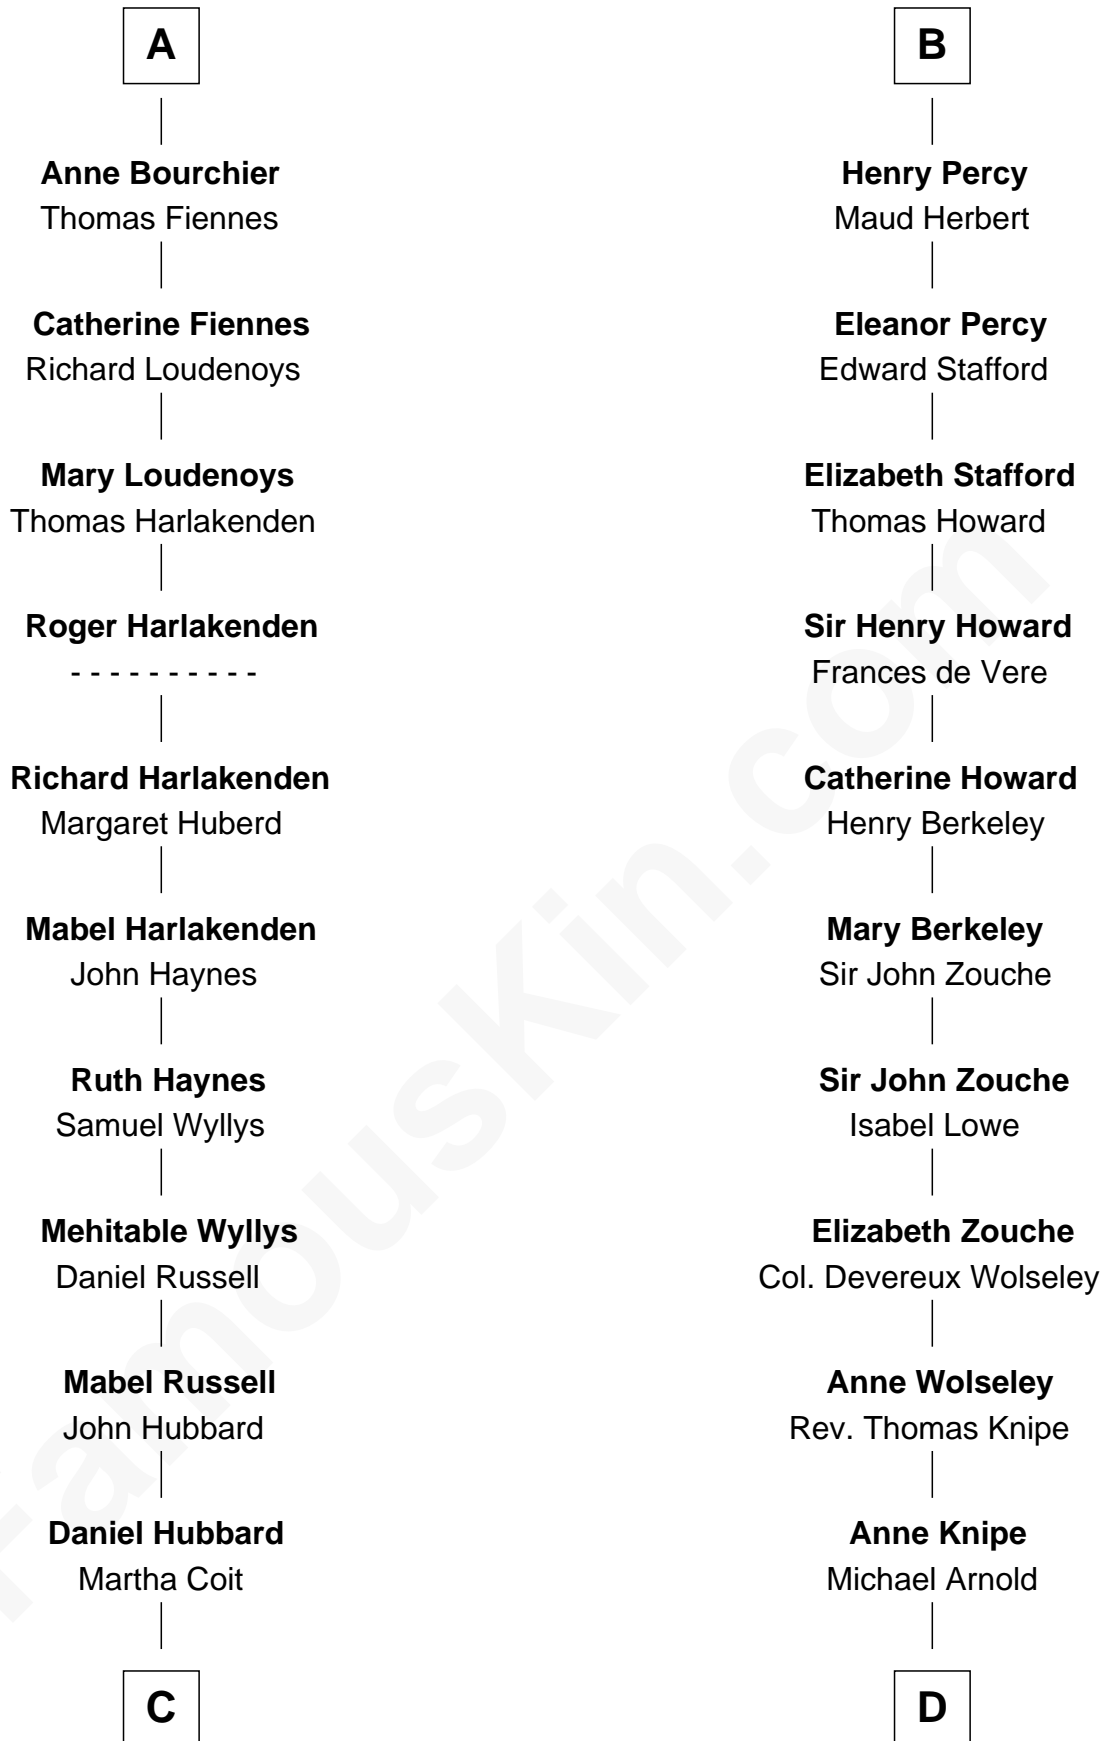 A
Anne Bourchier
Thomas Fiennes
Catherine Fiennes
Richard Loudenoys
Mary Loudenoys
Thomas Harlakenden
Roger Harlakenden
- - - - - - - - - -
Richard Harlakenden
Margaret Huberd
Mabel Harlakenden
John Haynes
Ruth Haynes
Samuel Wyllys
Mehitable Wyllys
Daniel Russell
Mabel Russell
John Hubbard
Daniel Hubbard
Martha Coit
C
B
Henry Percy
Maud Herbert
Eleanor Percy
Edward Stafford
Elizabeth Stafford
Thomas Howard
Sir Henry Howard
Frances de Vere
Catherine Howard
Henry Berkeley
Mary Berkeley
Sir John Zouche
Sir John Zouche
Isabel Lowe
Elizabeth Zouche
Col. Devereux Wolseley
Anne Wolseley
Rev. Thomas Knipe
Anne Knipe
Michael Arnold
D
FamousKin.com